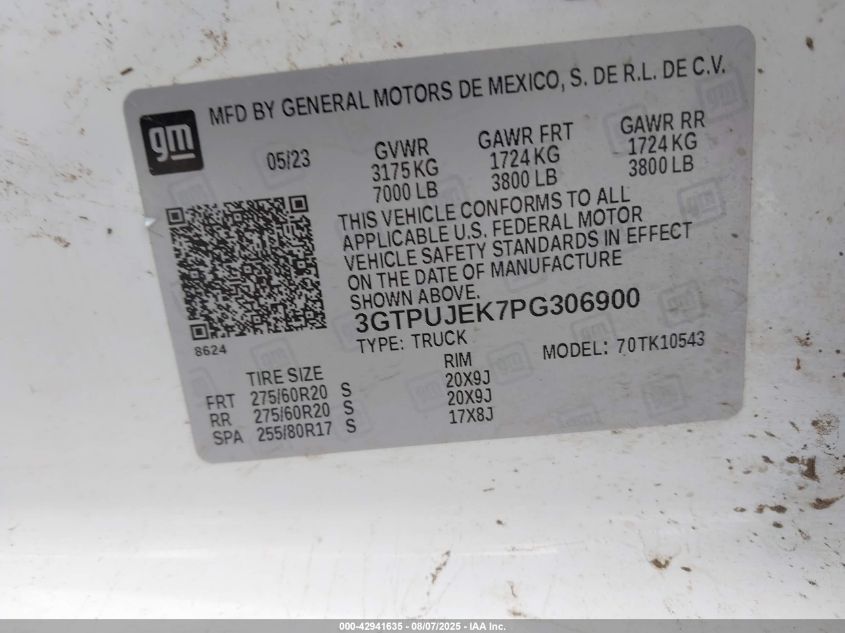 gm
MFD BY GENERAL MOTORS DE MEXICO, S. DE R.L. DE C.V.
05/23
GVWR GAWR FRT GAWR RR
3175 KG 1724 KG 1724 KG
7000 LB 3800 LB 3800 LB
THIS VEHICLE CONFORMS TO ALL
APPLICABLE U.S. FEDERAL MOTOR
VEHICLE SAFETY STANDARDS IN EFFECT
ON THE DATE OF MANUFACTURE
SHOWN ABOVE.
3GTPUJEK7PG306900
8624
TYPE: TRUCK MODEL: 70TK10543
TIRE SIZE RIM
FRT 275/60R20 S 20X9J
RR 275/60R20 S 20X9J
SPA 255/80R17 S 17X8J
000-42941635 - 08/07/2025 - IAA Inc.